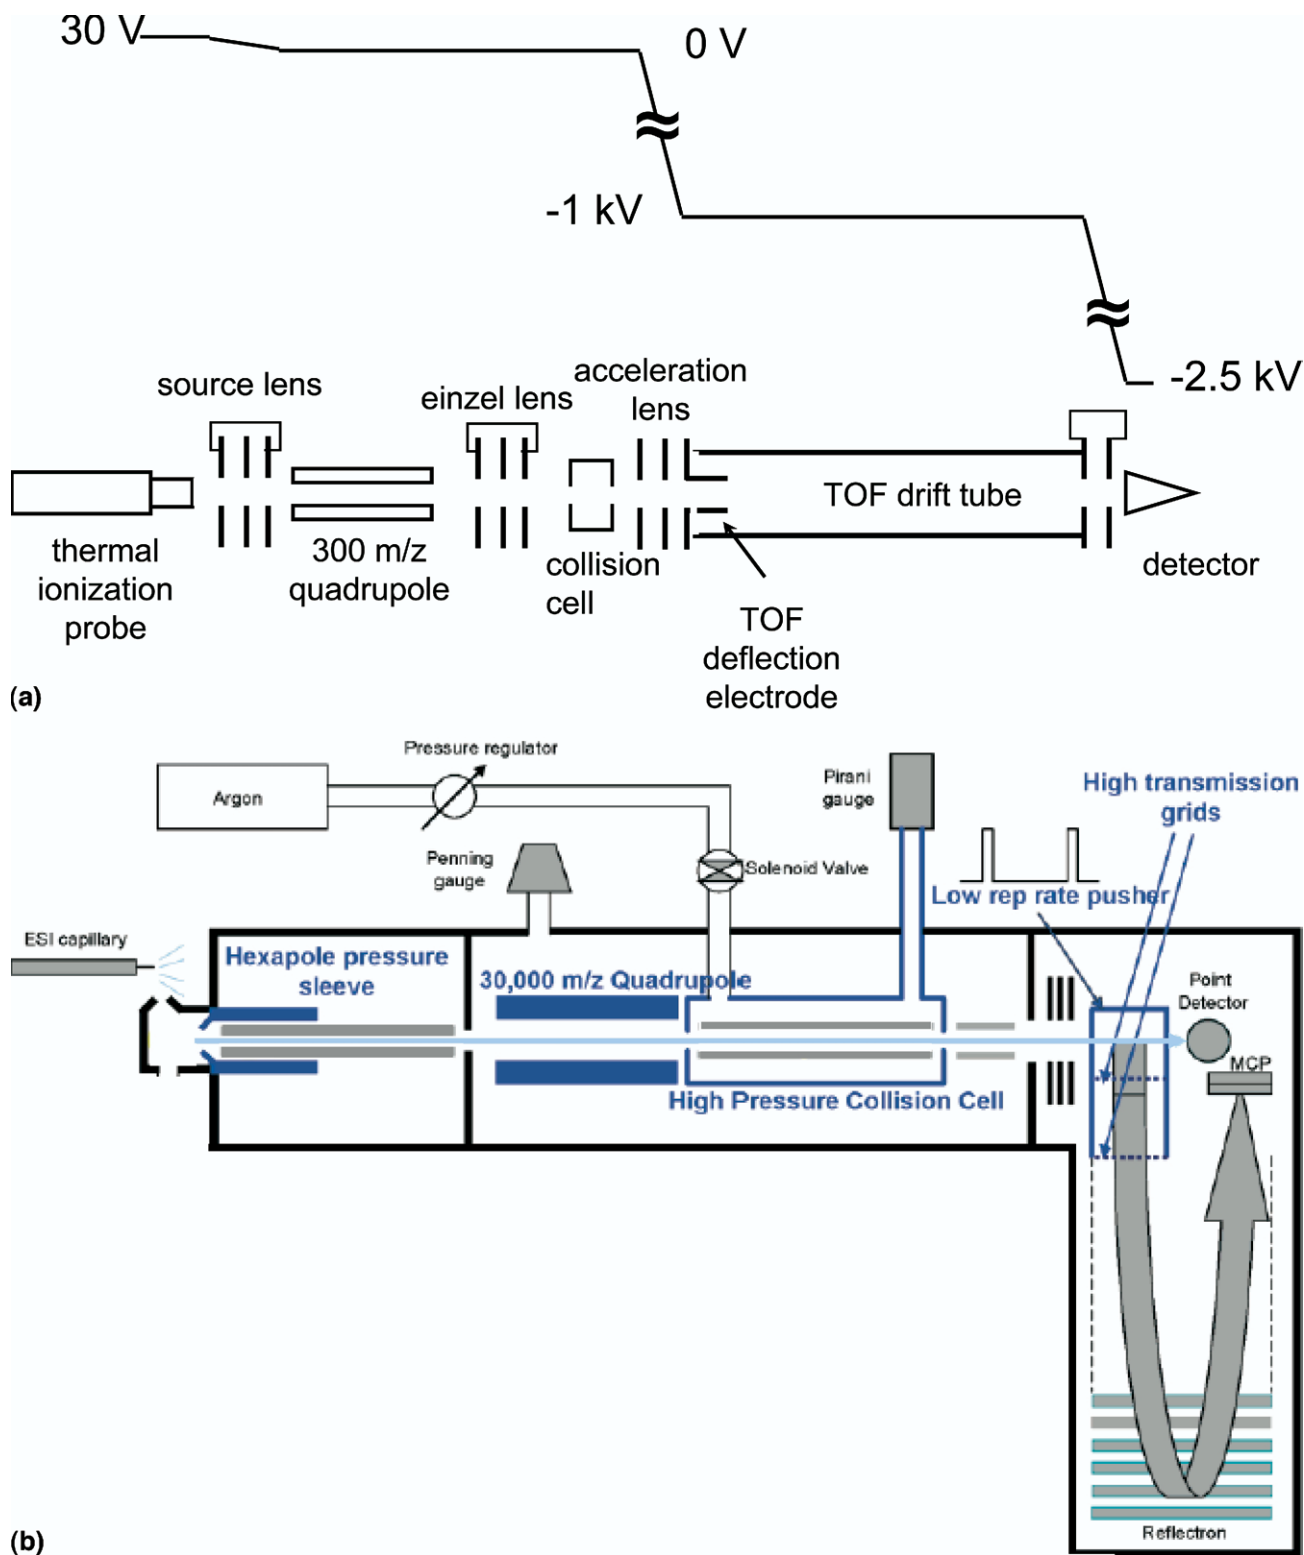 30 V
0 V
-1 kV
-2.5 kV
source lens
einzel lens
acceleration
lens
TOF drift tube
thermal
ionization
probe
300 m/z
quadrupole
collision
cell
TOF
deflection
electrode
detector
(a)
Pressure regulator
Argon
Penning
gauge
Solenoid Valve
Pirani
gauge
High transmission
grids
Low rep rate pusher
ESI capillary
Hexapole pressure
sleeve
30,000 m/z Quadrupole
Point
Detector
MCP
High Pressure Collision Cell
Reflectron
(b)